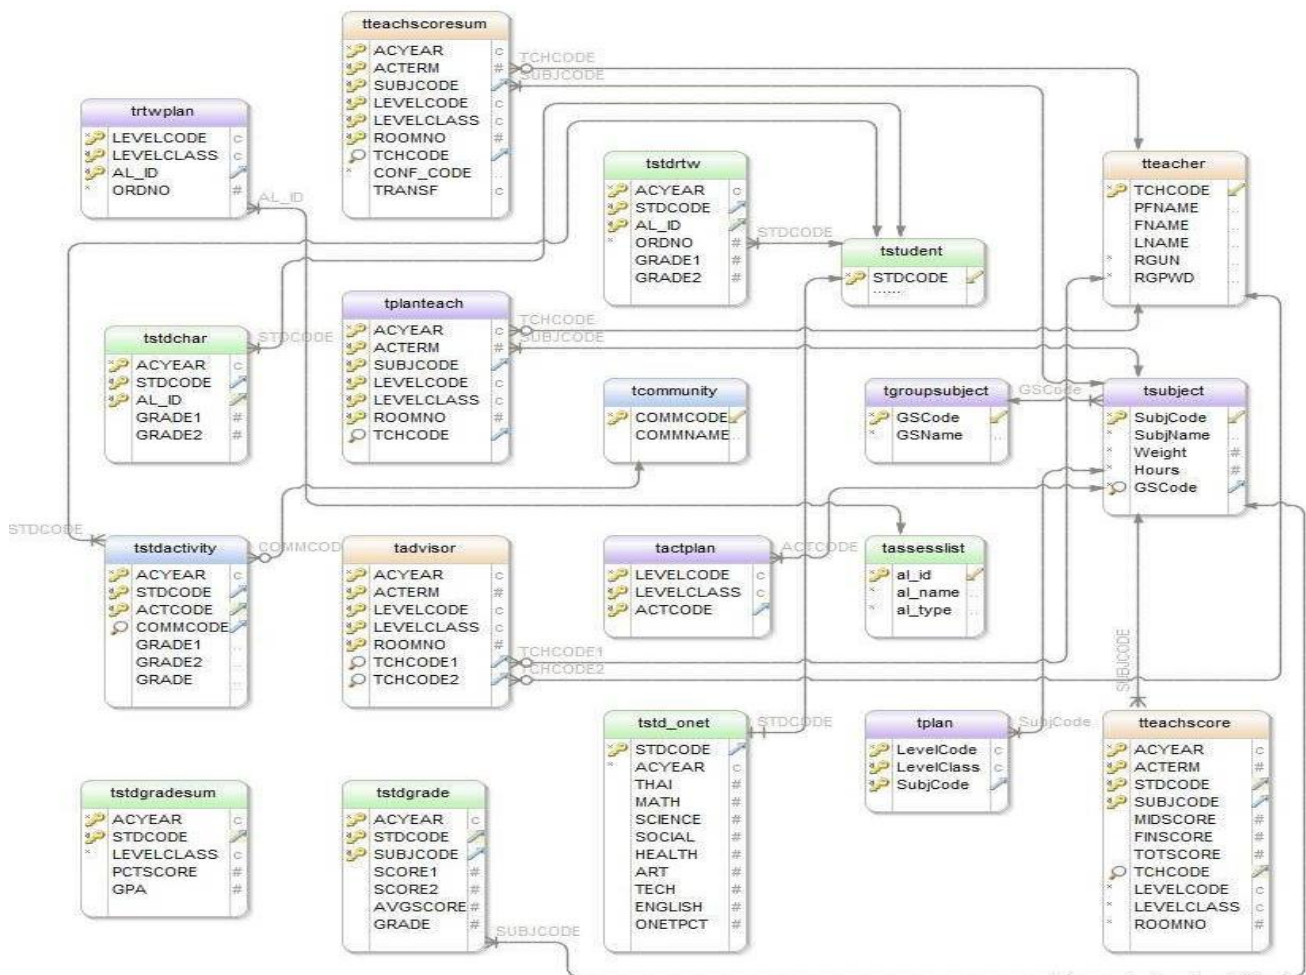 tteachscoresum
ACYEAR c
ACTERM #
SUBJCODE
LEVELCODE c
LEVELCLASS c
ROOMNO #
TCHCODE
CONF_CODE ..
TRANSF c
TCHCODE
SUBJCODE
trtwplan
LEVELCODE c
LEVELCLASS c
AL_ID
ORDNO #
AL_ID
tstdrtw
ACYEAR c
STDCODE
AL_ID
ORDNO #
GRADE1 #
GRADE2 #
STDCODE
tteacher
TCHCODE
PFNAME ..
FNAME ..
LNAME ..
RGUN ..
RGPWD ..
tstudent
STDCODE
......
tplanteach
ACYEAR c
ACTERM #
SUBJCODE
LEVELCODE c
LEVELCLASS c
ROOMNO #
TCHCODE
TCHCODE
SUBJCODE
tstdchar
ACYEAR c
STDCODE
AL_ID
GRADE1 #
GRADE2 #
STDCODE
tcommunity
COMMCODE
COMMNAME ..
tgroupsubject
GSCode
GSName ..
GSCode
tsubject
SubjCode
SubjName ..
Weight #
Hours #
GSCode
STDCODE
tstdactivity
ACYEAR c
STDCODE
ACTCODE
COMMCODE
GRADE1 ..
GRADE2 ..
GRADE ..
COMMCOD
tadvisor
ACYEAR c
ACTERM #
LEVELCODE c
LEVELCLASS c
ROOMNO #
TCHCODE1
TCHCODE2
TCHCODE1
TCHCODE2
tactplan
LEVELCODE c
LEVELCLASS c
ACTCODE
ACTCODE
tassesslist
al_id
al_name ..
al_type ..
SUBJCODE
tstd_onet
STDCODE
ACYEAR c
THAI #
MATH #
SCIENCE #
SOCIAL #
HEALTH #
ART #
TECH #
ENGLISH #
ONETPCT #
STDCODE
tplan
LevelCode c
LevelClass c
SubjCode
SubjCode
tteachscore
ACYEAR c
ACTERM #
STDCODE
SUBJCODE
MIDSCORE #
FINSCORE #
TOTSCORE #
TCHCODE
LEVELCODE c
LEVELCLASS c
ROOMNO #
tstdgradesum
ACYEAR c
STDCODE
LEVELCLASS c
PCTSCORE #
GPA #
tstdgrade
ACYEAR c
STDCODE
SUBJCODE
SCORE1 #
SCORE2 #
AVGSCORE #
GRADE #
SUBJCODE